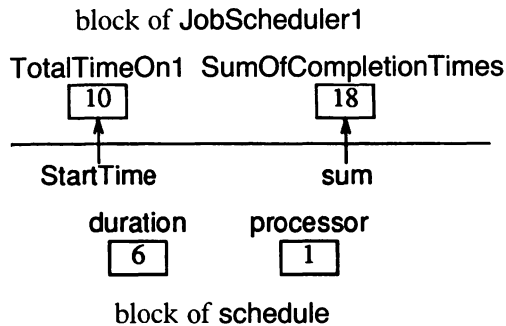 block of JobScheduler1
TotalTimeOn1 SumOfCompletionTimes
10 18
StartTime sum
duration processor
6 1
block of schedule